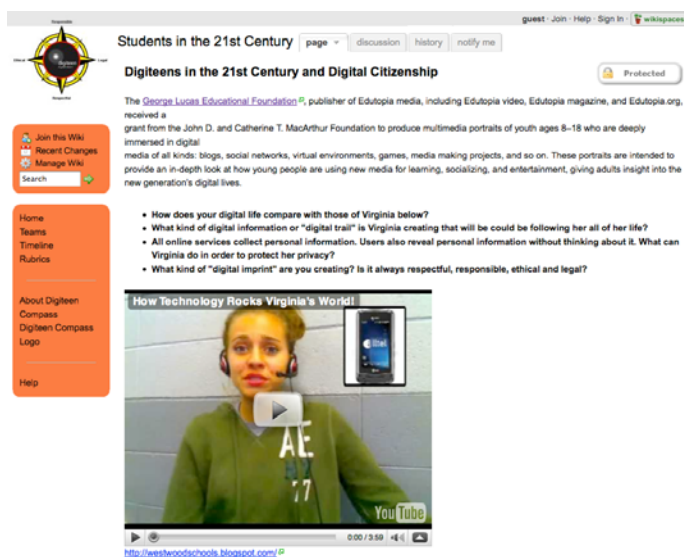 guest · Join · Help · Sign In · wikispaces
Responsible
Ethical
Digiteen
Legal
Respectful
Students in the 21st Century page discussion history notify me
Digiteens in the 21st Century and Digital Citizenship
Protected
The George Lucas Educational Foundation, publisher of Edutopia media, including Edutopia video, Edutopia magazine, and Edutopia.org,
received a
grant from the John D. and Catherine T. MacArthur Foundation to produce multimedia portraits of youth ages 8–18 who are deeply
immersed in digital
media of all kinds: blogs, social networks, virtual environments, games, media making projects, and so on. These portraits are intended to
provide an in-depth look at how young people are using new media for learning, socializing, and entertainment, giving adults insight into the
new generation's digital lives.
Join this Wiki
Recent Changes
Manage Wiki
Search
Home
Teams
Timeline
Rubrics
About Digiteen
Compass
Digiteen Compass
Logo
Help
• How does your digital life compare with those of Virginia below?
• What kind of digital information or "digital trail" is Virginia creating that will be could be following her all of her life?
• All online services collect personal information. Users also reveal personal information without thinking about it. What can
Virginia do in order to protect her privacy?
• What kind of "digital imprint" are you creating? Is it always respectful, responsible, ethical and legal?
How Technology Rocks Virginia's World!
AE
77
YouTube
0:00 / 3:59
http://westwoodschools.blogspot.com/